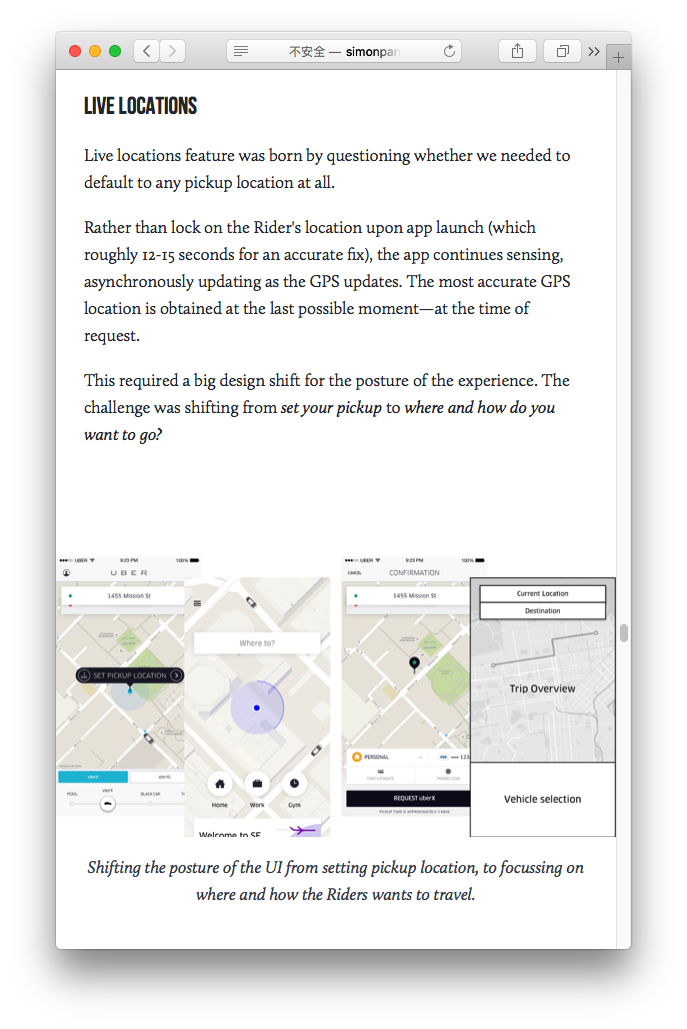 不安全 — simonpar
LIVE LOCATIONS
Live locations feature was born by questioning whether we needed to
default to any pickup location at all.
Rather than lock on the Rider's location upon app launch (which
roughly 12-15 seconds for an accurate fix), the app continues sensing,
asynchronously updating as the GPS updates. The most accurate GPS
location is obtained at the last possible moment—at the time of
request.
This required a big design shift for the posture of the experience. The
challenge was shifting from set your pickup to where and how do you
want to go?
UBER 9:23 PM 100%
UBER
1455 Mission St
SET PICKUP LOCATION
uberX uberXL
uberX
POOL BLACK CAR
Where to?
Home Work Gym
Welcome to SF
UBER 9:23 PM 100%
CANCEL CONFIRMATION
1455 Mission St
PERSONAL 123
FARE ESTIMATE PROMO CODE
REQUEST uberX
PICKUP TIME IS APPROXIMATELY 3 MINS
Current Location
Destination
Trip Overview
Vehicle selection
Shifting the posture of the UI from setting pickup location, to focussing on
where and how the Riders wants to travel.